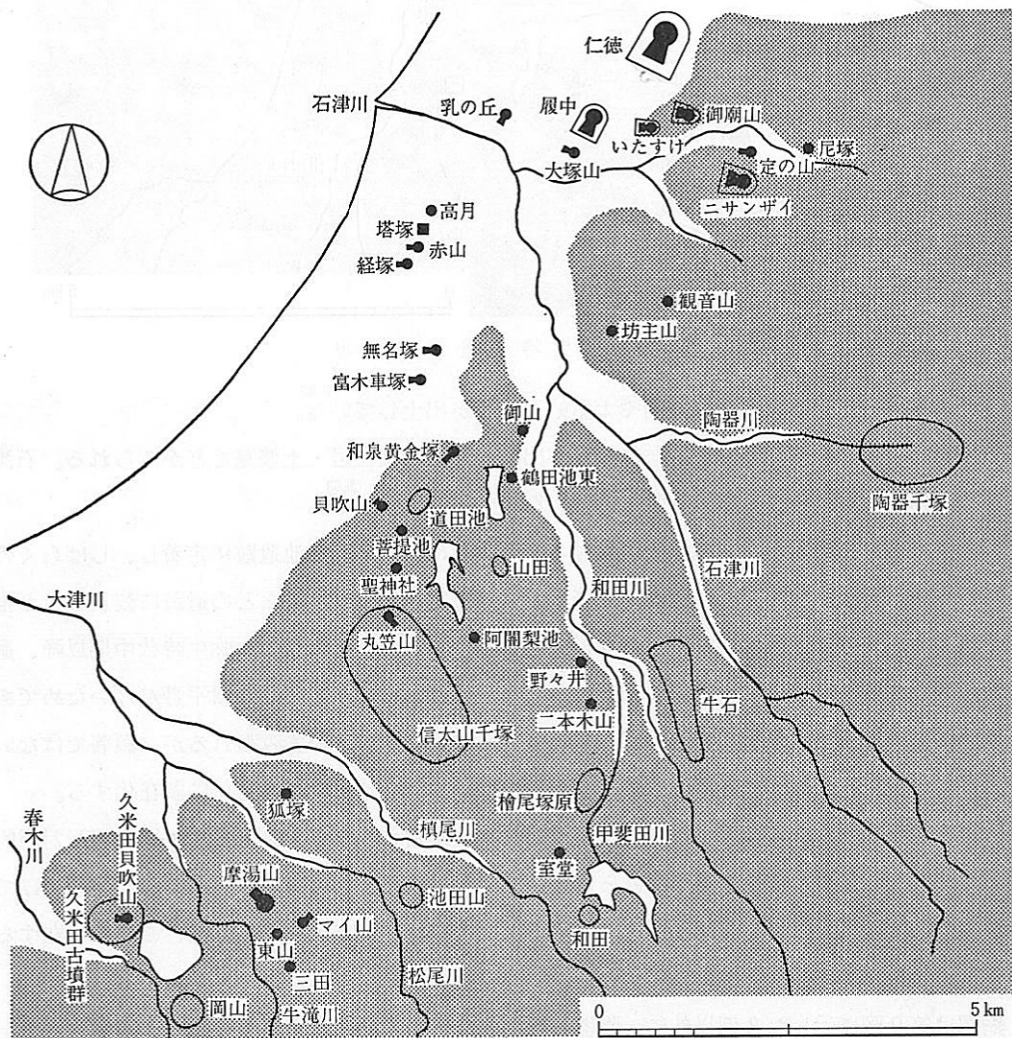 仁徳
石津川
乳の丘
履中
御廟山
いたすけ
尼塚
大塚山
定の山
ニサンザイ
高月
塔塚
赤山
経塚
観音山
坊主山
無名塚
富木車塚
御山
陶器川
和泉黄金塚
鶴田池東
陶器千塚
貝吹山
道田池
菩提池
山田
聖神社
和田川
石津川
大津川
丸笠山
阿闍梨池
野々井
牛石
二本木山
信太山千塚
檜尾塚原
狐塚
槙尾川
甲斐田川
春木川
久米田貝吹山
室堂
摩湯山
池田山
マイ山
和田
久米田古墳群
東山
三田
松尾川
岡山
牛滝川
0 5km